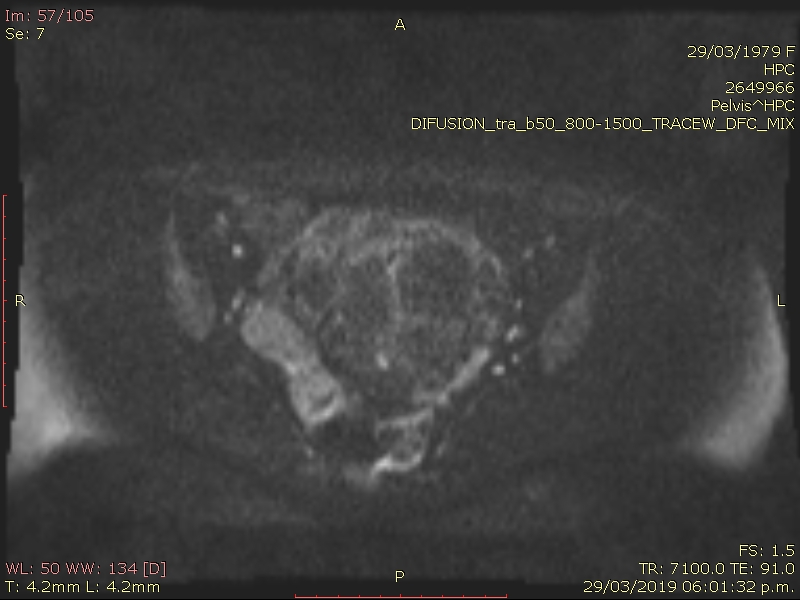 Im: 57/105
Se: 7
A
29/03/1979 F
HPC
2649966
Pelvis^HPC
DIFUSION_tra_b50_800-1500_TRACEW_DFC_MIX
R
L
FS: 1.5
WL: 50 WW: 134 [D]
TR: 7100.0 TE: 91.0
T: 4.2mm L: 4.2mm
P
29/03/2019 06:01:32 p.m.